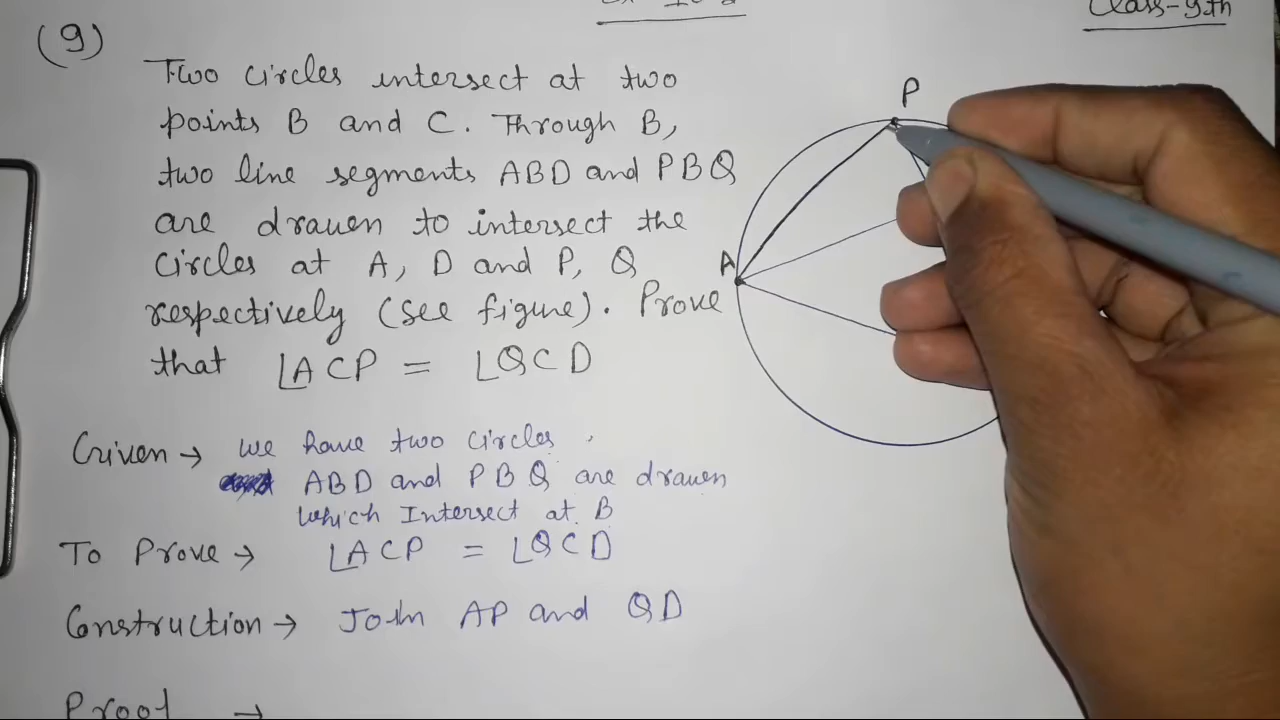 Class-9th
(9)
Two circles intersect at two
points B and C. Through B,
two line segments ABD and PBQ
are drawn to intersect the
circles at A, D and P, Q
respectively (see figure). Prove
that ∠ACP = ∠QCD
P
A
Given → we have two circles,
ABD and PBQ are drawn
which Intersect at B
To Prove → ∠ACP = ∠QCD
Construction → Join AP and QD
Proof →